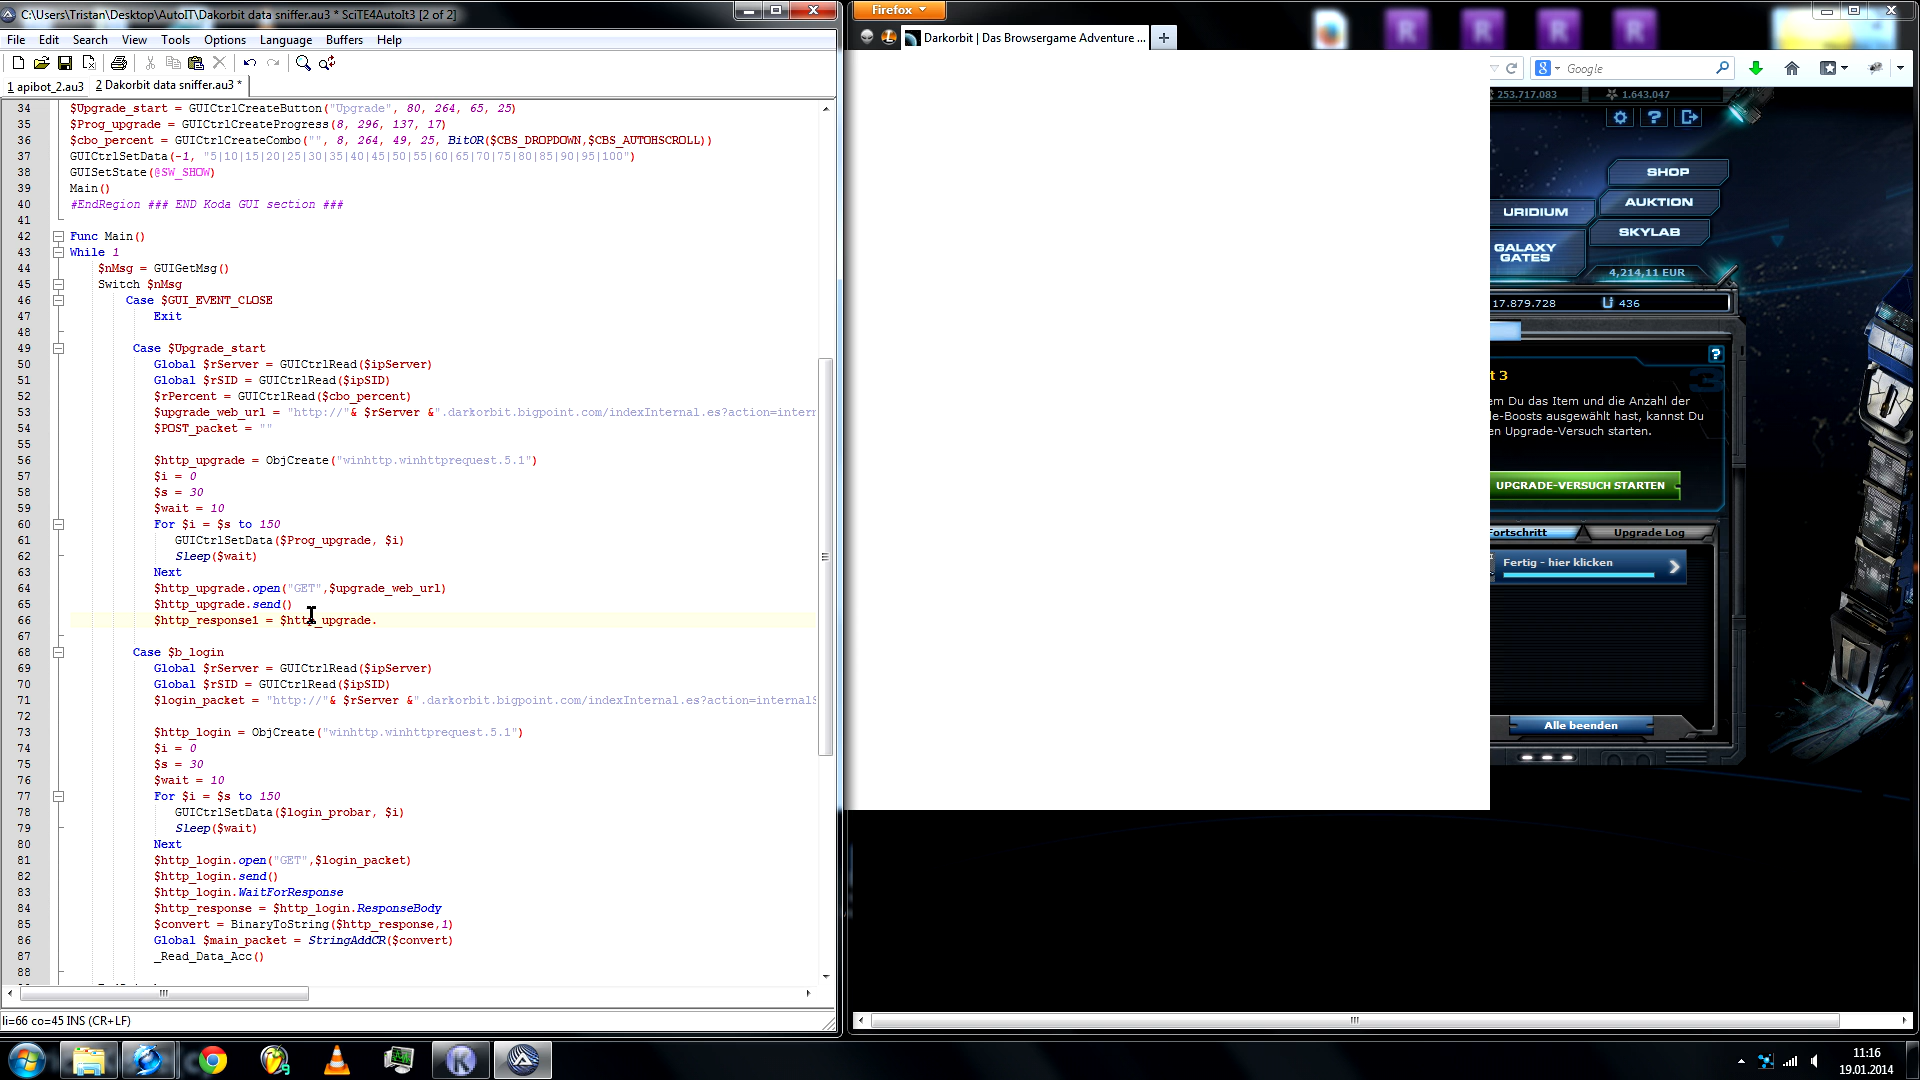 C:\Users\Tristan\Desktop\AutoIT\Dakorbit data sniffer.au3 * SciTE4AutoIt3 [2 of 2]
File Edit Search View Tools Options Language Buffers Help
1 apibot_2.au3 2 Dakorbit data sniffer.au3 *
34 $Upgrade_start = GUICtrlCreateButton("Upgrade", 80, 264, 65, 25)
35 $Prog_upgrade = GUICtrlCreateProgress(8, 296, 137, 17)
36 $cbo_percent = GUICtrlCreateCombo("", 8, 264, 49, 25, BitOR($CBS_DROPDOWN,$CBS_AUTOHSCROLL))
37 GUICtrlSetData(-1, "5|10|15|20|25|30|35|40|45|50|55|60|65|70|75|80|85|90|95|100")
38 GUISetState(@SW_SHOW)
39 Main()
40 #EndRegion ### END Koda GUI section ###
41
42 Func Main()
43 While 1
44 $nMsg = GUIGetMsg()
45 Switch $nMsg
46 Case $GUI_EVENT_CLOSE
47 Exit
48
49 Case $Upgrade_start
50 Global $rServer = GUICtrlRead($ipServer)
51 Global $rSID = GUICtrlRead($ipSID)
52 $rPercent = GUICtrlRead($cbo_percent)
53 $upgrade_web_url = "http://"& $rServer &".darkorbit.bigpoint.com/indexInternal.es?action=intern
54 $POST_packet = ""
55
56 $http_upgrade = ObjCreate("winhttp.winhttprequest.5.1")
57 $i = 0
58 $s = 30
59 $wait = 10
60 For $i = $s to 150
61 GUICtrlSetData($Prog_upgrade, $i)
62 Sleep($wait)
63 Next
64 $http_upgrade.open("GET",$upgrade_web_url)
65 $http_upgrade.send()
66 $http_response1 = $http_upgrade.
67
68 Case $b_login
69 Global $rServer = GUICtrlRead($ipServer)
70 Global $rSID = GUICtrlRead($ipSID)
71 $login_packet = "http://"& $rServer &".darkorbit.bigpoint.com/indexInternal.es?action=internalS
72
73 $http_login = ObjCreate("winhttp.winhttprequest.5.1")
74 $i = 0
75 $s = 30
76 $wait = 10
77 For $i = $s to 150
78 GUICtrlSetData($login_probar, $i)
79 Sleep($wait)
80 Next
81 $http_login.open("GET",$login_packet)
82 $http_login.send()
83 $http_login.WaitForResponse
84 $http_response = $http_login.ResponseBody
85 $convert = BinaryToString($http_response,1)
86 Global $main_packet = StringAddCR($convert)
87 _Read_Data_Acc()
88
li=66 co=45 INS (CR+LF)
Firefox
Darkorbit | Das Browsergame Adventure ...
Google
253.717.083 1.643.047
SHOP
URIDIUM AUKTION
SKYLAB
GALAXY
GATES
4,214,11 EUR
17.879.728 436
t 3
em Du das Item und die Anzahl der
le-Boosts ausgewählt hast, kannst Du
en Upgrade-Versuch starten.
UPGRADE-VERSUCH STARTEN
Fortschritt Upgrade Log
Fertig - hier klicken
Alle beenden
11:16
19.01.2014